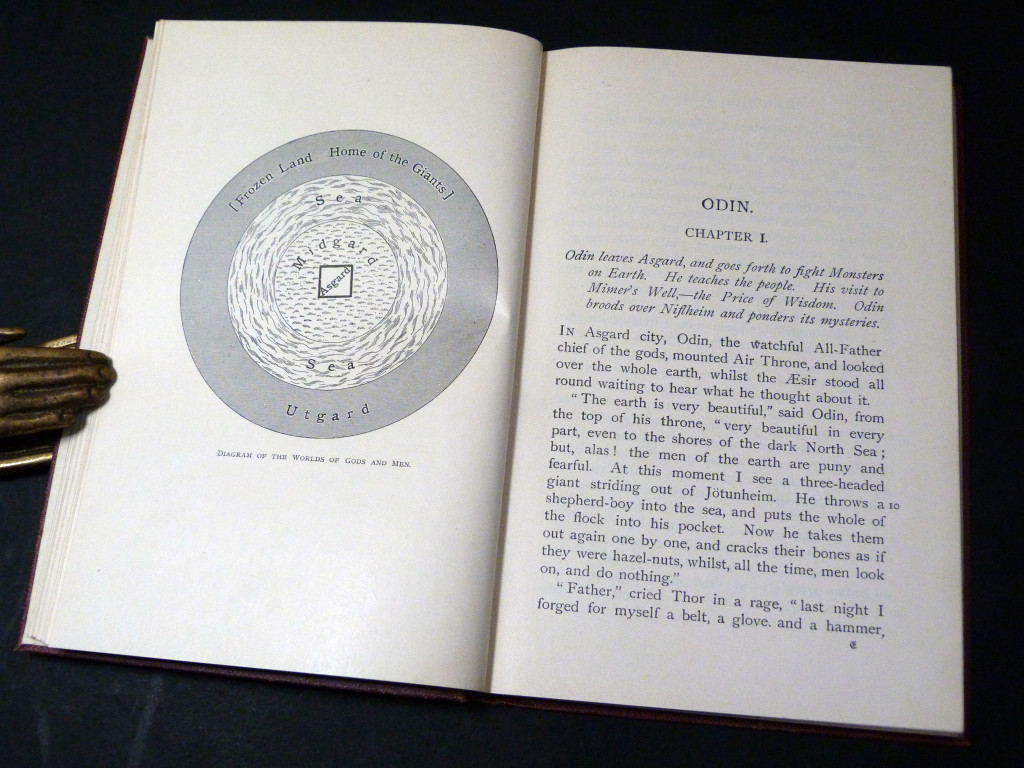 [Frozen Land Home of the Giants]
Sea
Midgard
Asgard
Sea
Utgard
Diagram of the Worlds of Gods and Men.
ODIN.
CHAPTER I.
Odin leaves Asgard, and goes forth to fight Monsters
on Earth. He teaches the people. His visit to
Mimer's Well,—the Price of Wisdom. Odin
broods over Niflheim and ponders its mysteries.
In Asgard city, Odin, the watchful All-Father
chief of the gods, mounted Air Throne, and looked
over the whole earth, whilst the Æsir stood all
round waiting to hear what he thought about it.
“The earth is very beautiful,” said Odin, from
the top of his throne, “very beautiful in every
part, even to the shores of the dark North Sea;
but, alas! the men of the earth are puny and
fearful. At this moment I see a three-headed
giant striding out of Jötunheim. He throws a 10
shepherd-boy into the sea, and puts the whole of
the flock into his pocket. Now he takes them
out again one by one, and cracks their bones as if
they were hazel-nuts, whilst, all the time, men look
on, and do nothing.”
“Father,” cried Thor in a rage, “last night I
forged for myself a belt, a glove. and a hammer,